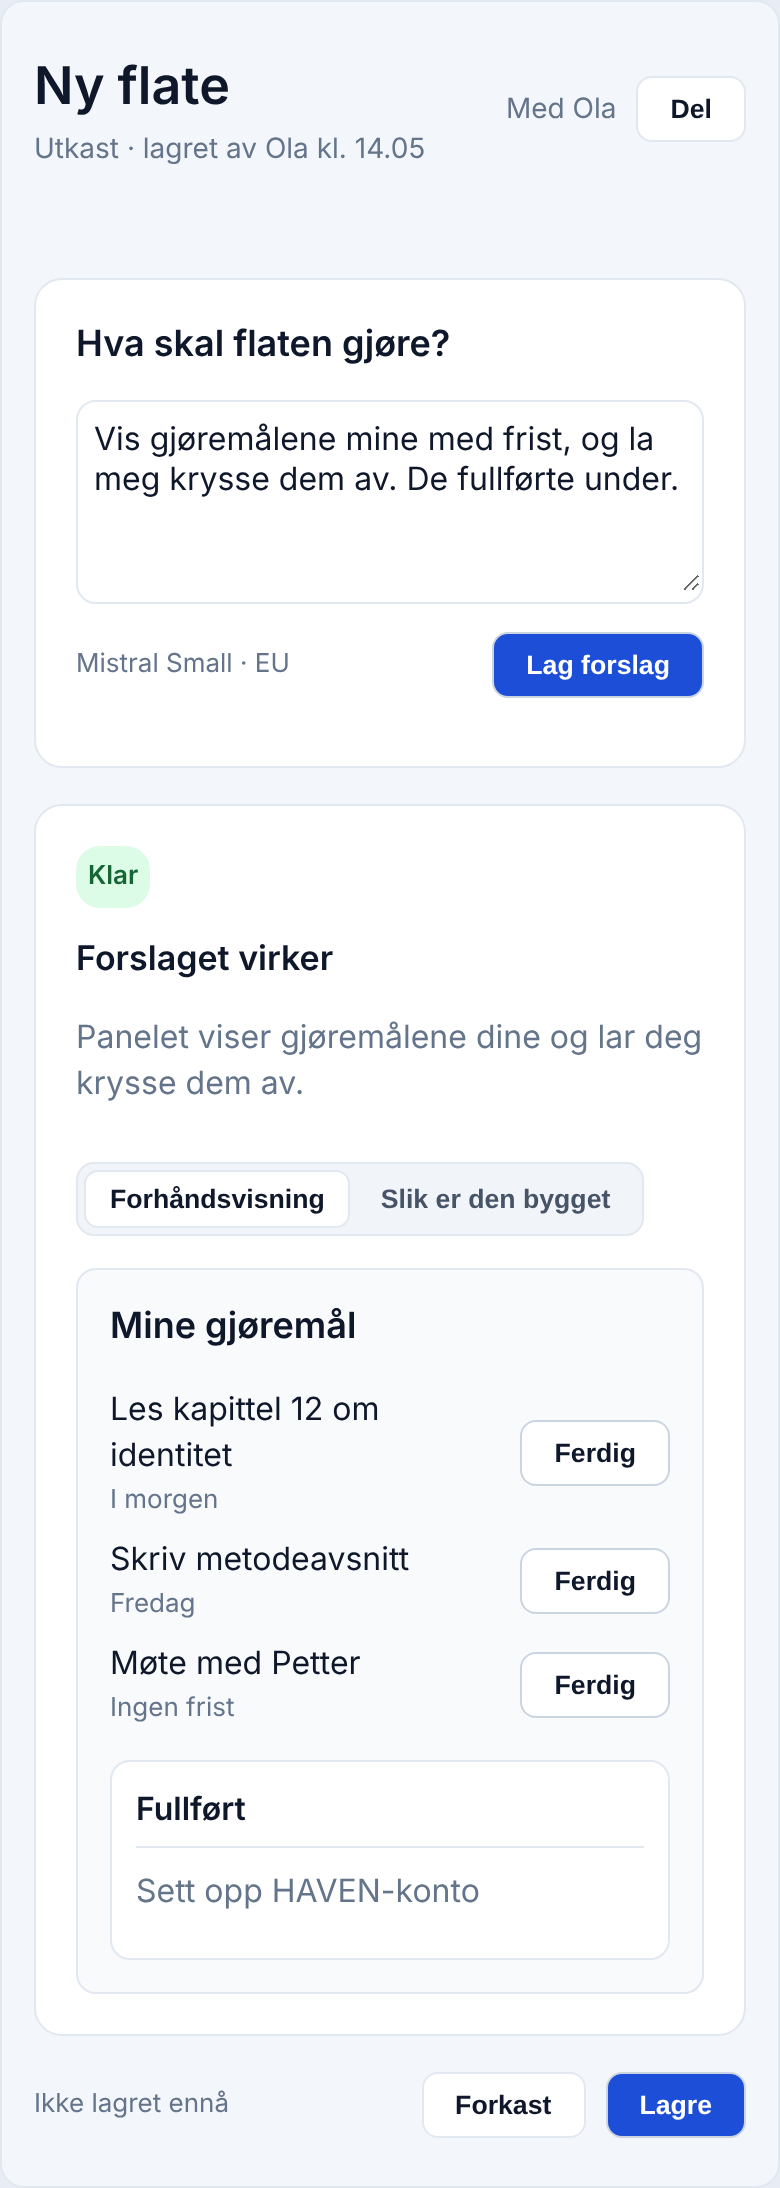 Ny flate
Utkast · lagret av Ola kl. 14.05
Med Ola
Del
Hva skal flaten gjøre?
Vis gjøremålene mine med frist, og la
meg krysse dem av. De fullførte under.
Mistral Small · EU
Lag forslag
Klar
Forslaget virker
Panelet viser gjøremålene dine og lar deg
krysse dem av.
Forhåndsvisning
Slik er den bygget
Mine gjøremål
Les kapittel 12 om
identitet
I morgen
Ferdig
Skriv metodeavsnitt
Fredag
Ferdig
Møte med Petter
Ingen frist
Ferdig
Fullført
Sett opp HAVEN-konto
Ikke lagret ennå
Forkast
Lagre